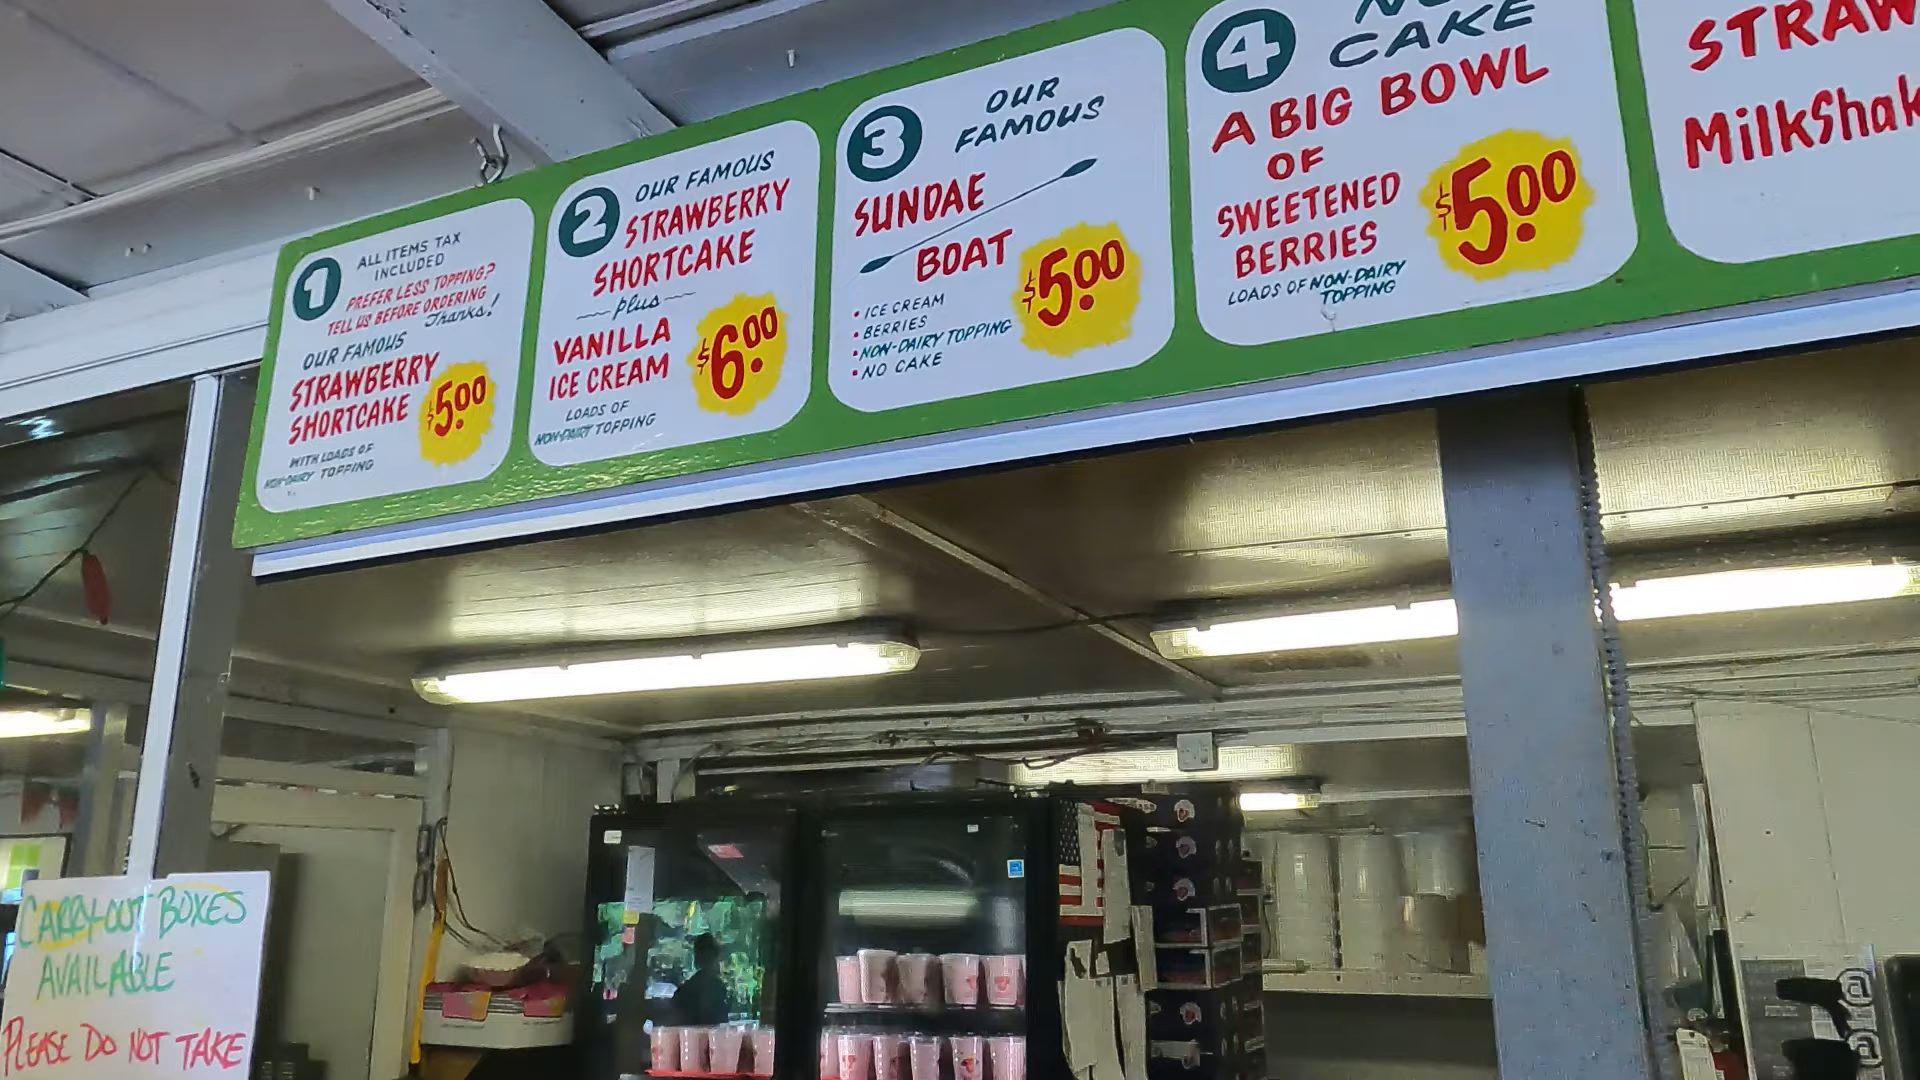 1
ALL ITEMS TAX
INCLUDED
PREFER LESS TOPPING?
TELL US BEFORE ORDERING
Thanks!
OUR FAMOUS
STRAWBERRY
SHORTCAKE
$5.00
WITH LOADS OF
NON-DAIRY TOPPING
2
OUR FAMOUS
STRAWBERRY
SHORTCAKE
plus
VANILLA
ICE CREAM
$6.00
LOADS OF
NON-DAIRY TOPPING
3
OUR
FAMOUS
SUNDAE
BOAT
$5.00
• ICE CREAM
• BERRIES
• NON-DAIRY TOPPING
• NO CAKE
4
CAKE
A BIG BOWL
OF
SWEETENED
BERRIES
$5.00
LOADS OF NON-DAIRY
TOPPING
STRAW
MilkShak
CARRY-OUT BOXES
AVAILABLE
PLEASE DO NOT TAKE